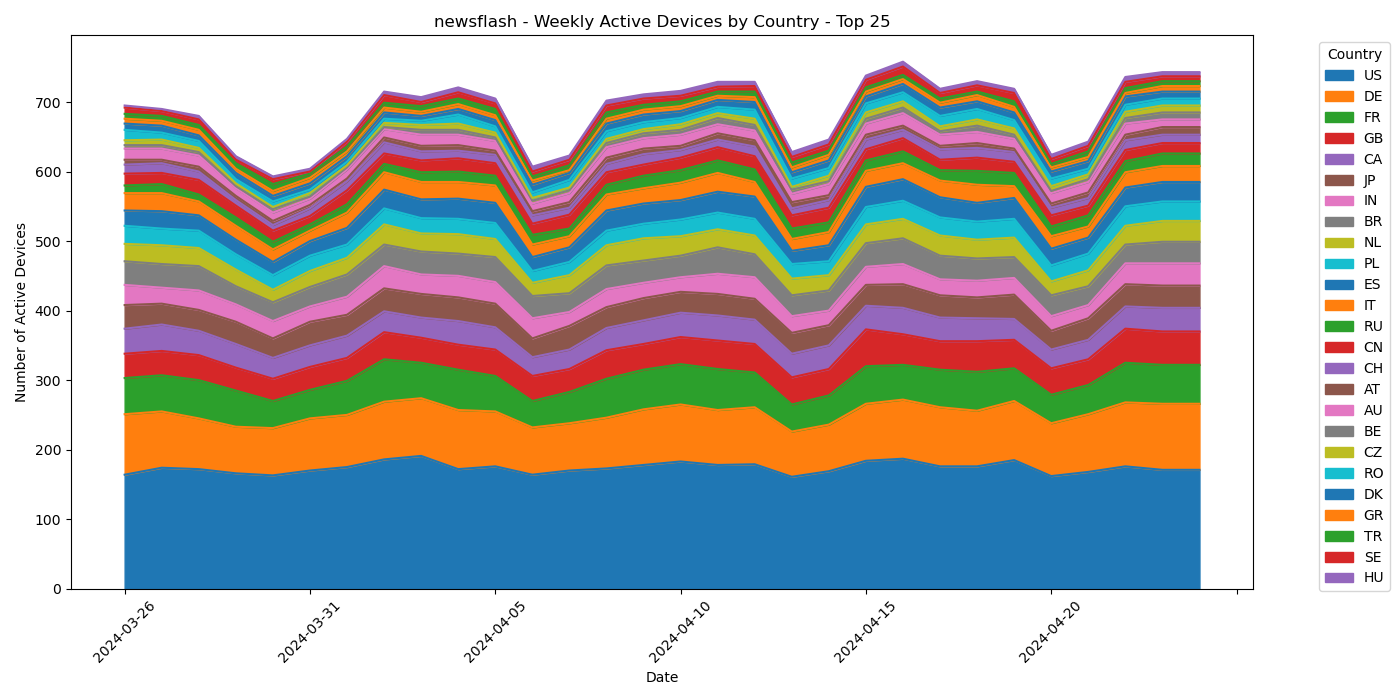 newsflash - Weekly Active Devices by Country - Top 25
Number of Active Devices
700
600
500
400
300
200
100
0
2024-03-26
2024-03-31
2024-04-05
2024-04-10
2024-04-15
2024-04-20
Date
Country
US
DE
FR
GB
CA
JP
IN
BR
NL
PL
ES
IT
RU
CN
CH
AT
AU
BE
CZ
RO
DK
GR
TR
SE
HU